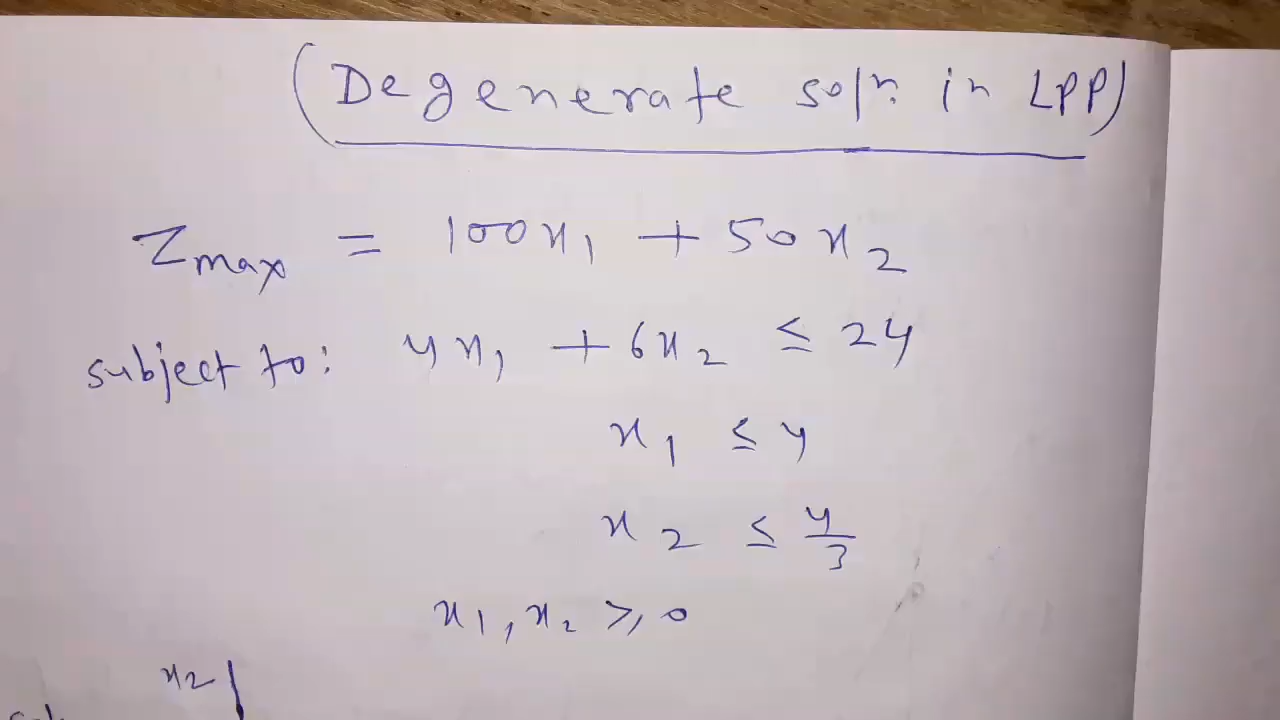 (Degenerate soln. in LPP)
Zmax = 100x1 + 50x2
subject to: 4x1 + 6x2 ≤ 24
x1 ≤ 4
x2 ≤ 4/3
x1, x2 ≥ 0
x2